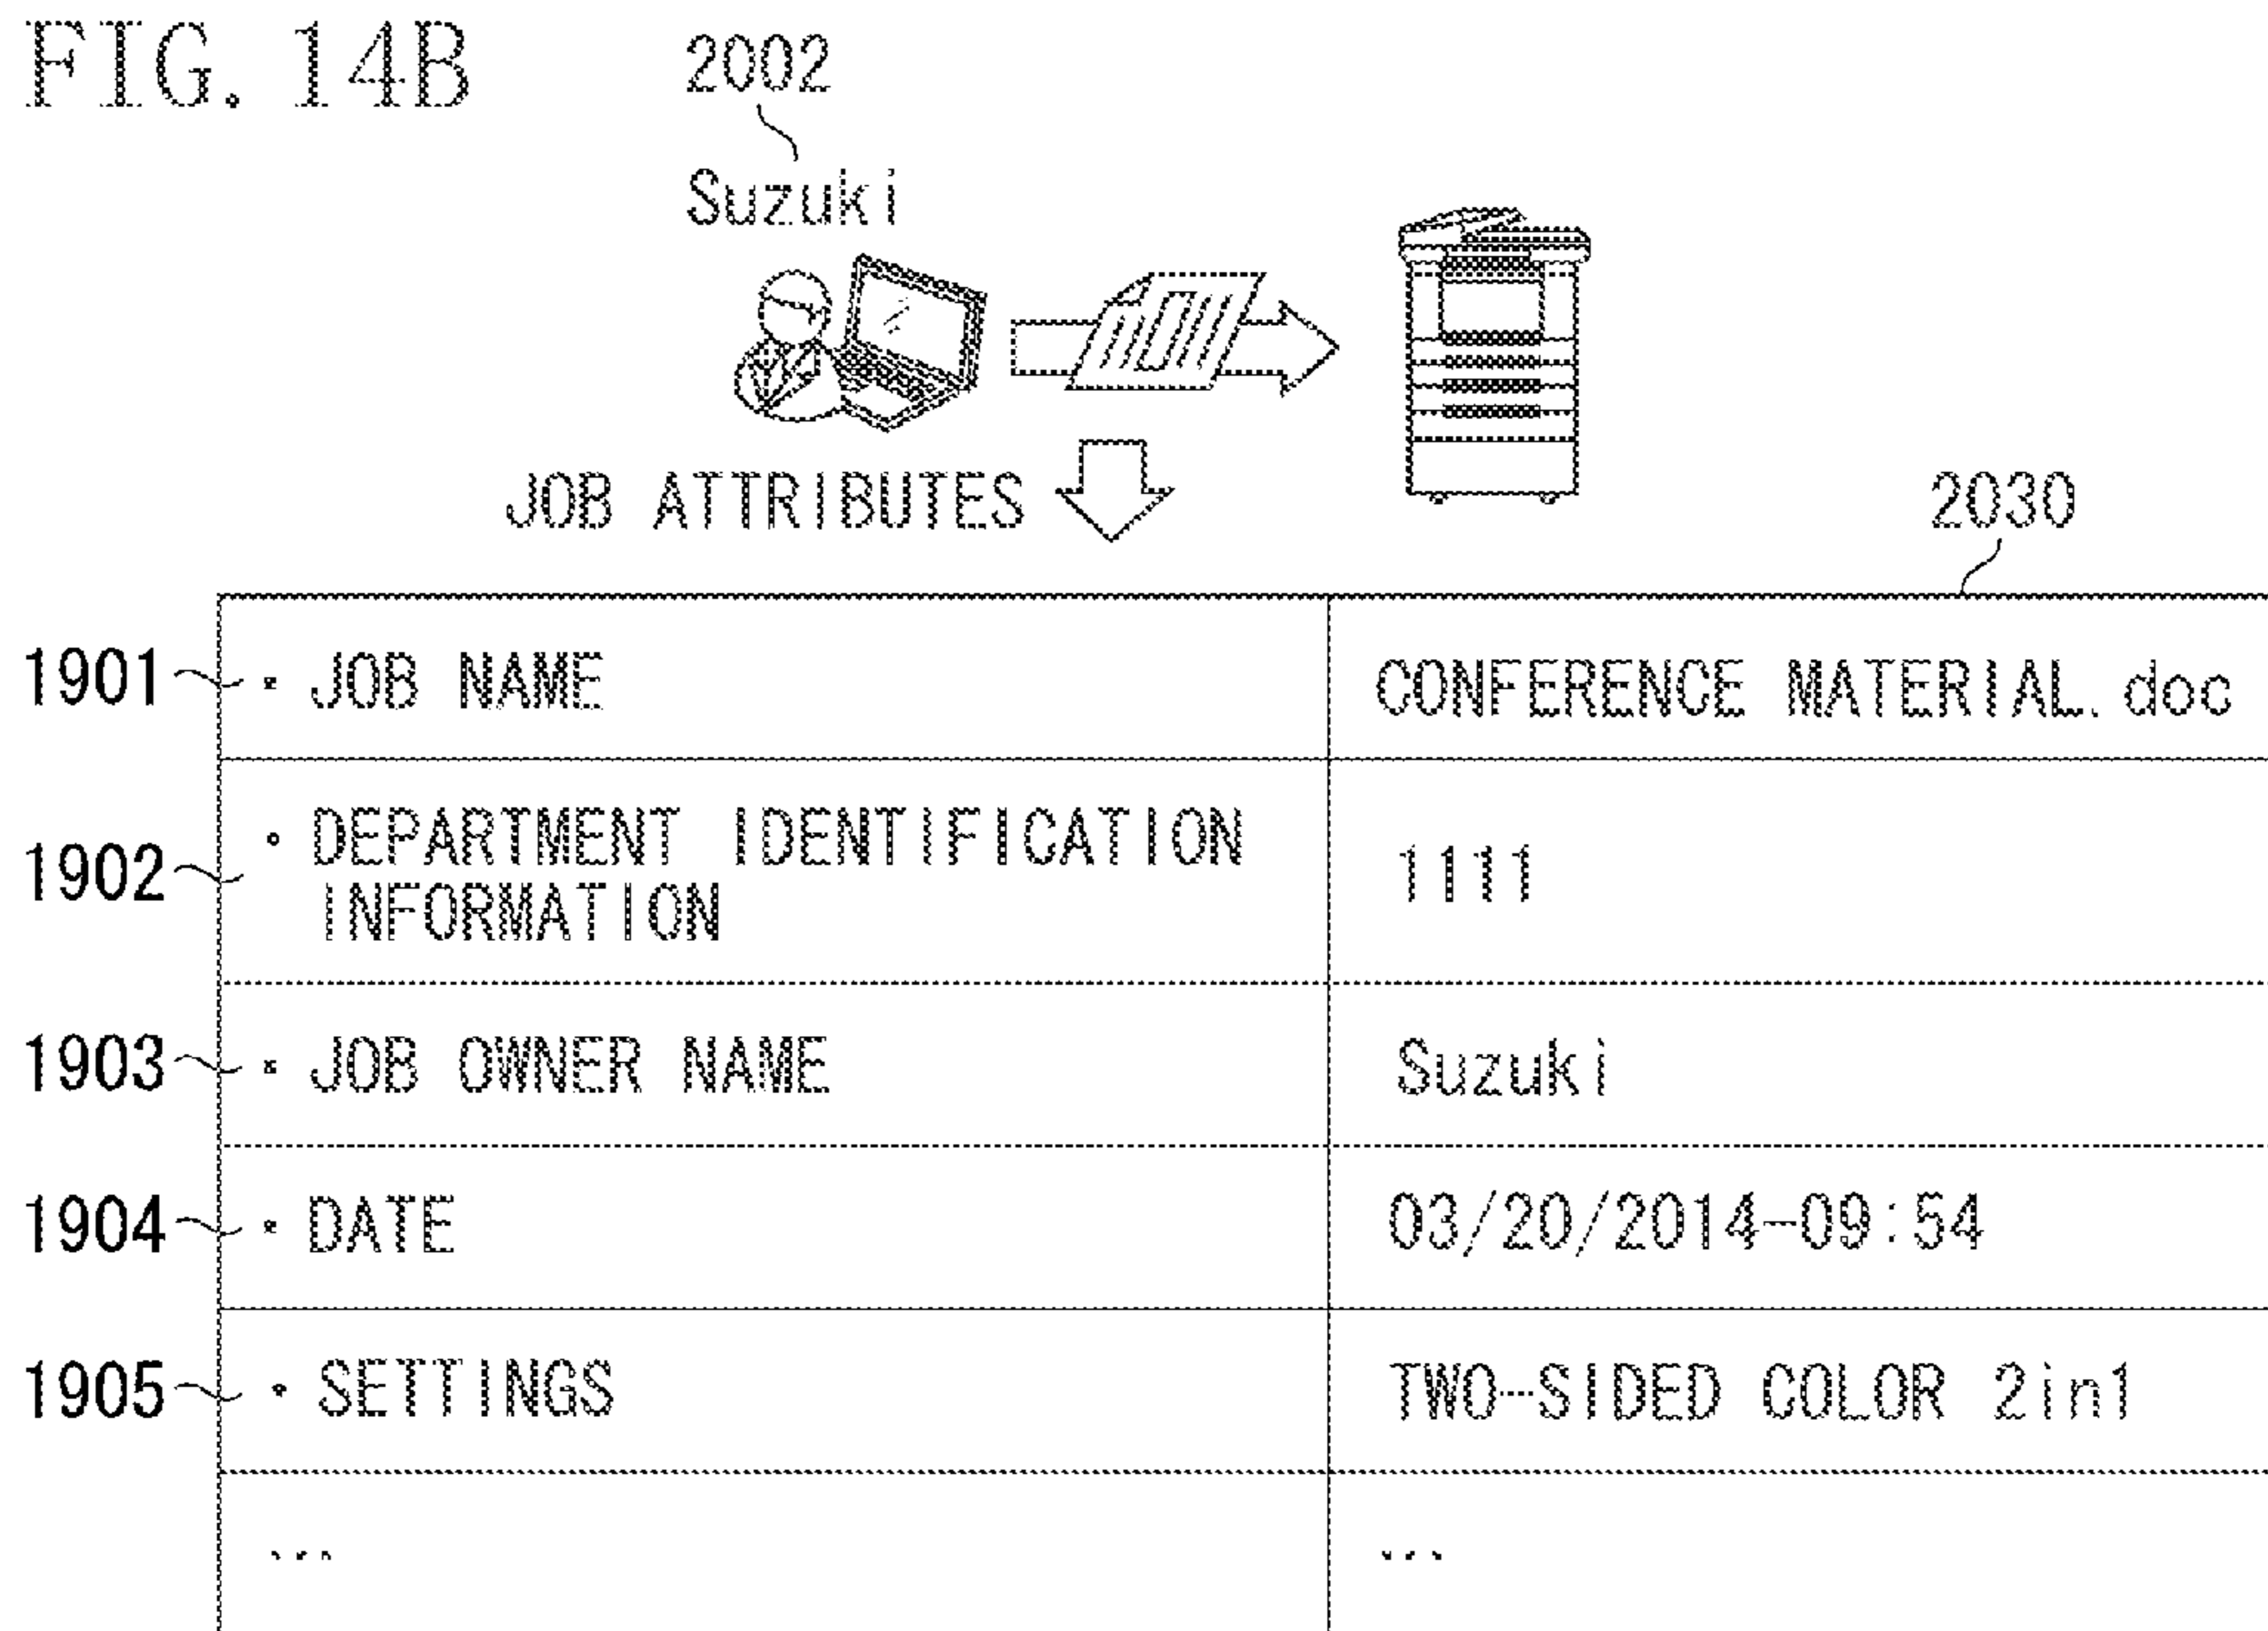 FIG. 14B
2002
Suzuki
JOB ATTRIBUTES
2030
1901 • JOB NAME CONFERENCE MATERIAL.doc
1902 • DEPARTMENT IDENTIFICATION
INFORMATION 1111
1903 • JOB OWNER NAME Suzuki
1904 • DATE 03/20/2014-09:54
1905 • SETTINGS TWO-SIDED COLOR 2in1
... ...